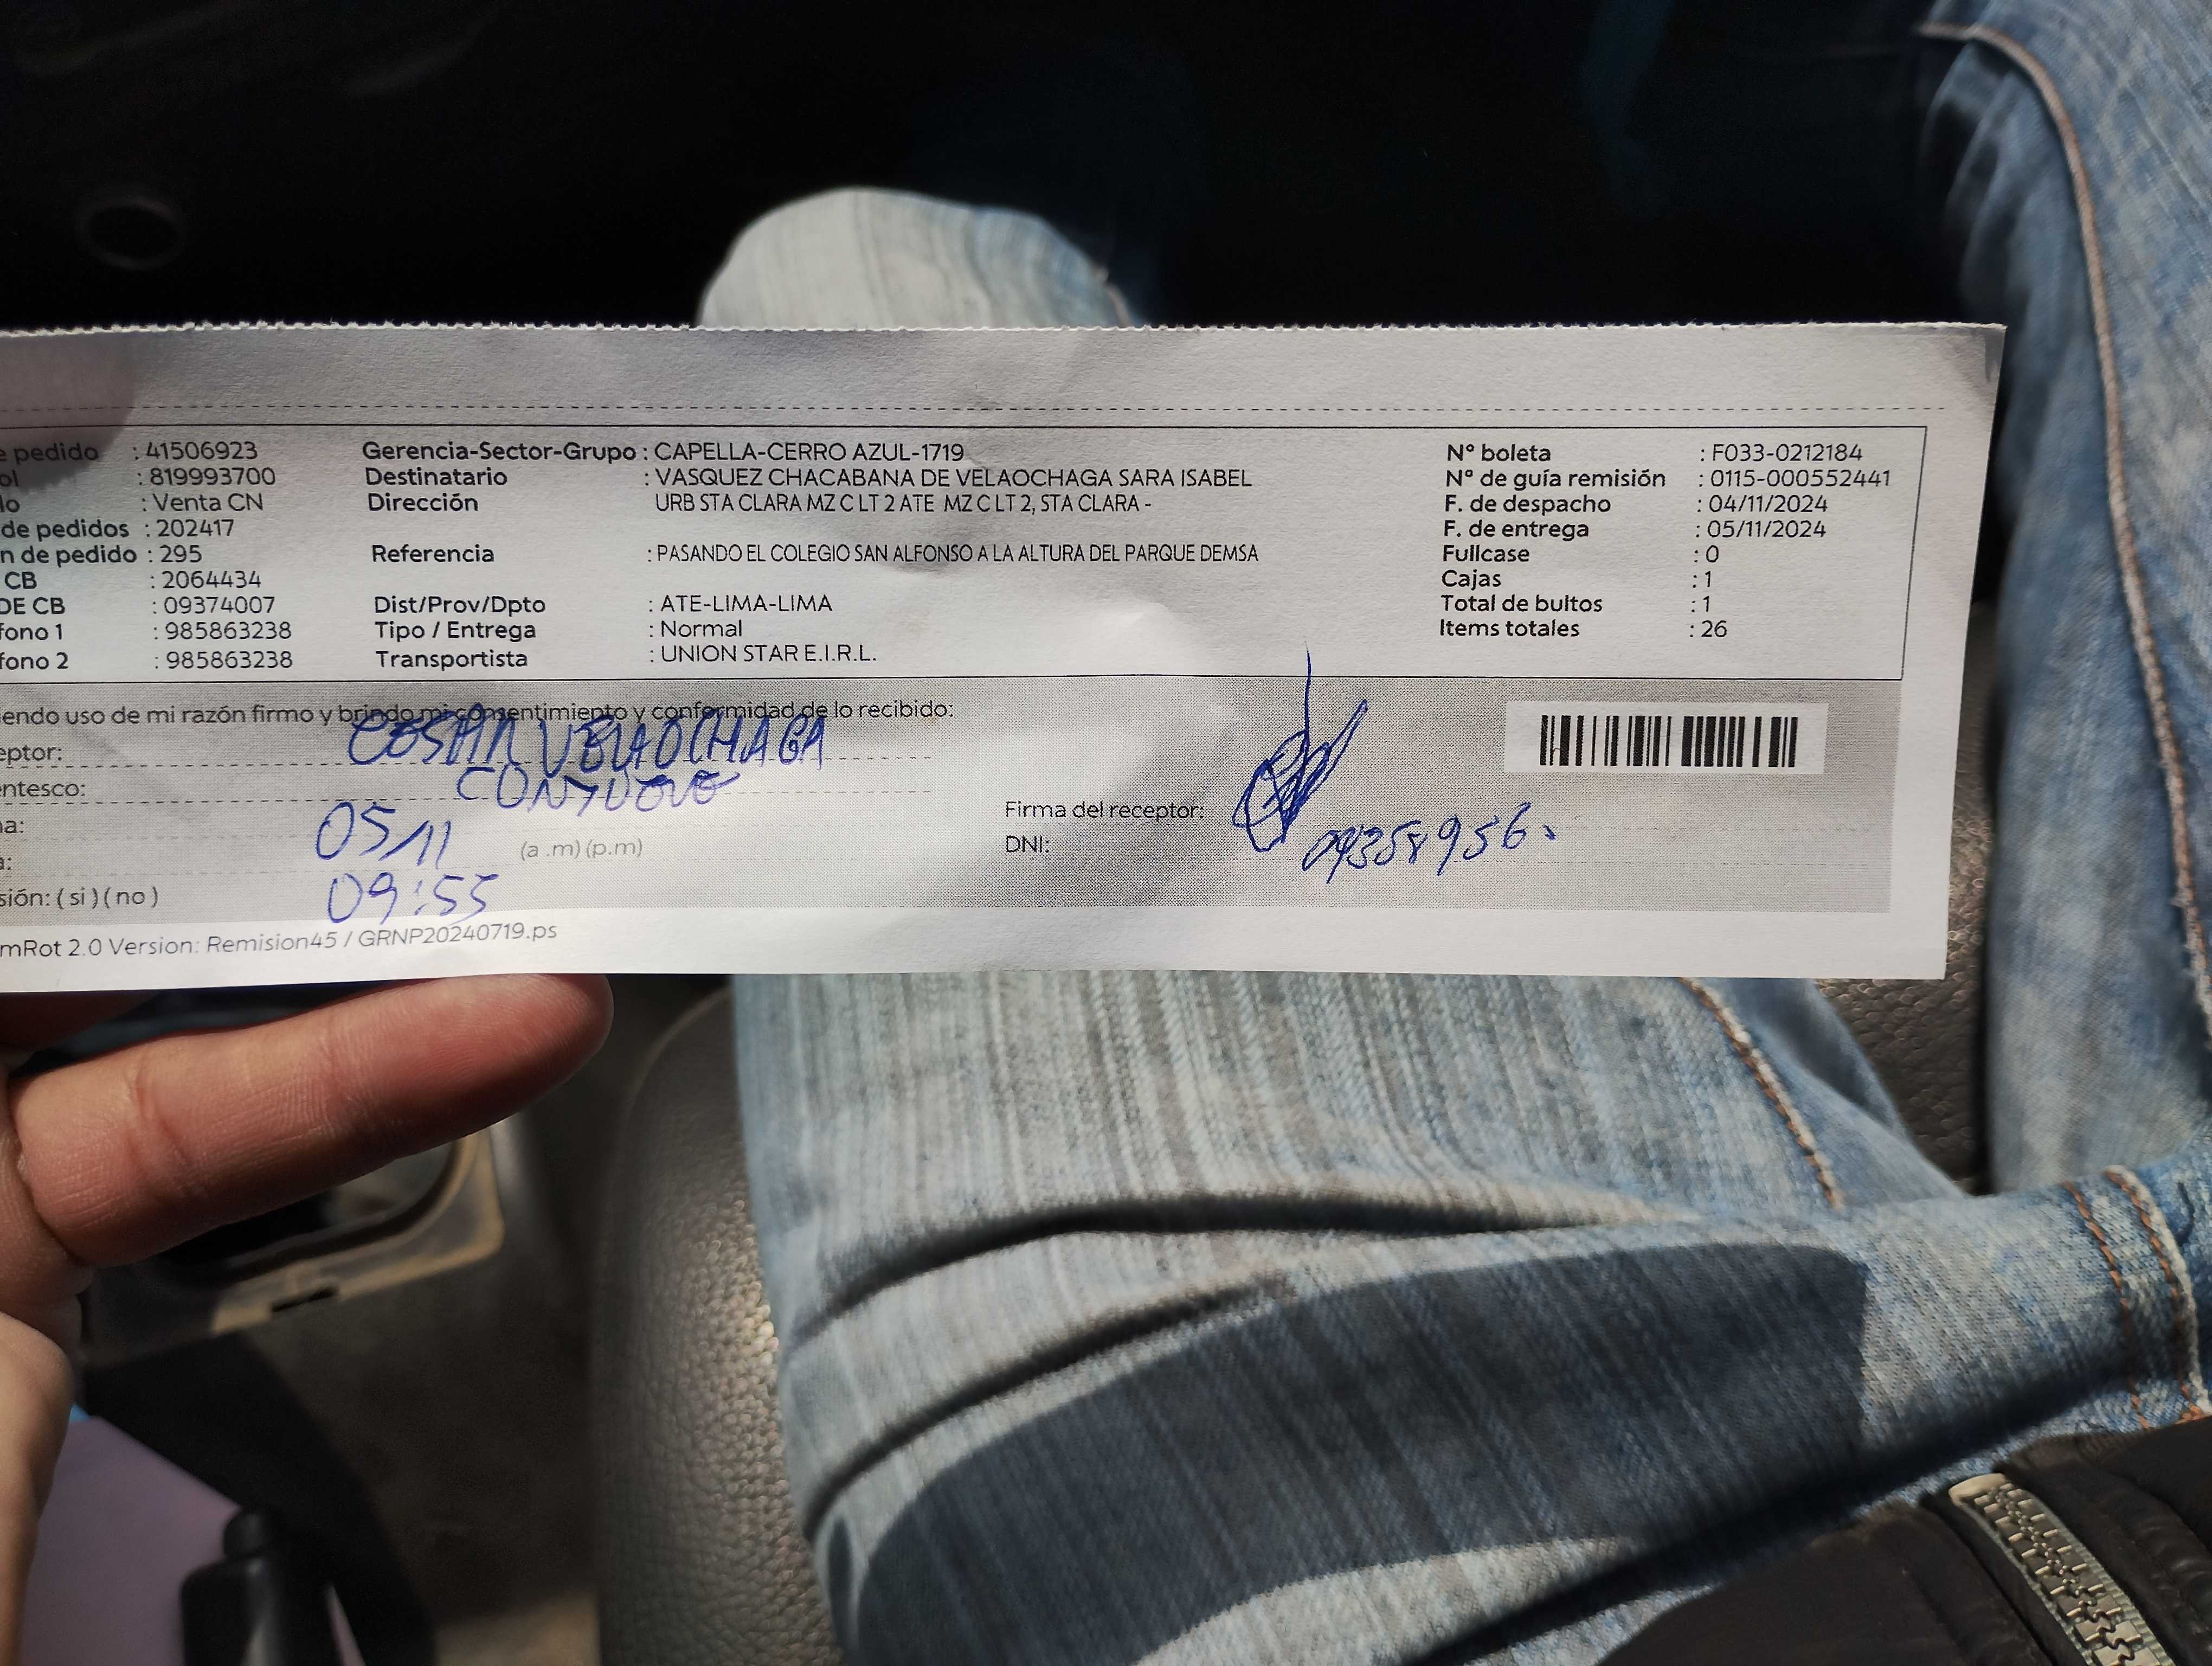 e pedido : 41506923 Gerencia-Sector-Grupo : CAPELLA-CERRO AZUL-1719 N° boleta : F033-0212184
ol : 819993700 Destinatario : VASQUEZ CHACABANA DE VELAOCHAGA SARA ISABEL N° de guía remisión : 0115-000552441
lo : Venta CN Dirección URB STA CLARA MZ C LT 2 ATE MZ C LT 2, STA CLARA - F. de despacho : 04/11/2024
de pedidos : 202417 F. de entrega : 05/11/2024
n de pedido : 295 Referencia : PASANDO EL COLEGIO SAN ALFONSO A LA ALTURA DEL PARQUE DEMSA Fullcase : 0
CB : 2064434 Cajas : 1
DE CB : 09374007 Dist/Prov/Dpto : ATE-LIMA-LIMA Total de bultos : 1
fono 1 : 985863238 Tipo / Entrega : Normal Items totales : 26
fono 2 : 985863238 Transportista : UNION STAR E.I.R.L.
endo uso de mi razón firmo y brindo mi consentimiento y conformidad de lo recibido:
eptor: VELAOCHAGA
entesco:
Firma del receptor:
na: 05/11
a: (a .m) (p.m) DNI: 09358956
sión: ( si ) ( no ) 09:55
mRot 2.0 Version: Remision45 / GRNP20240719.ps